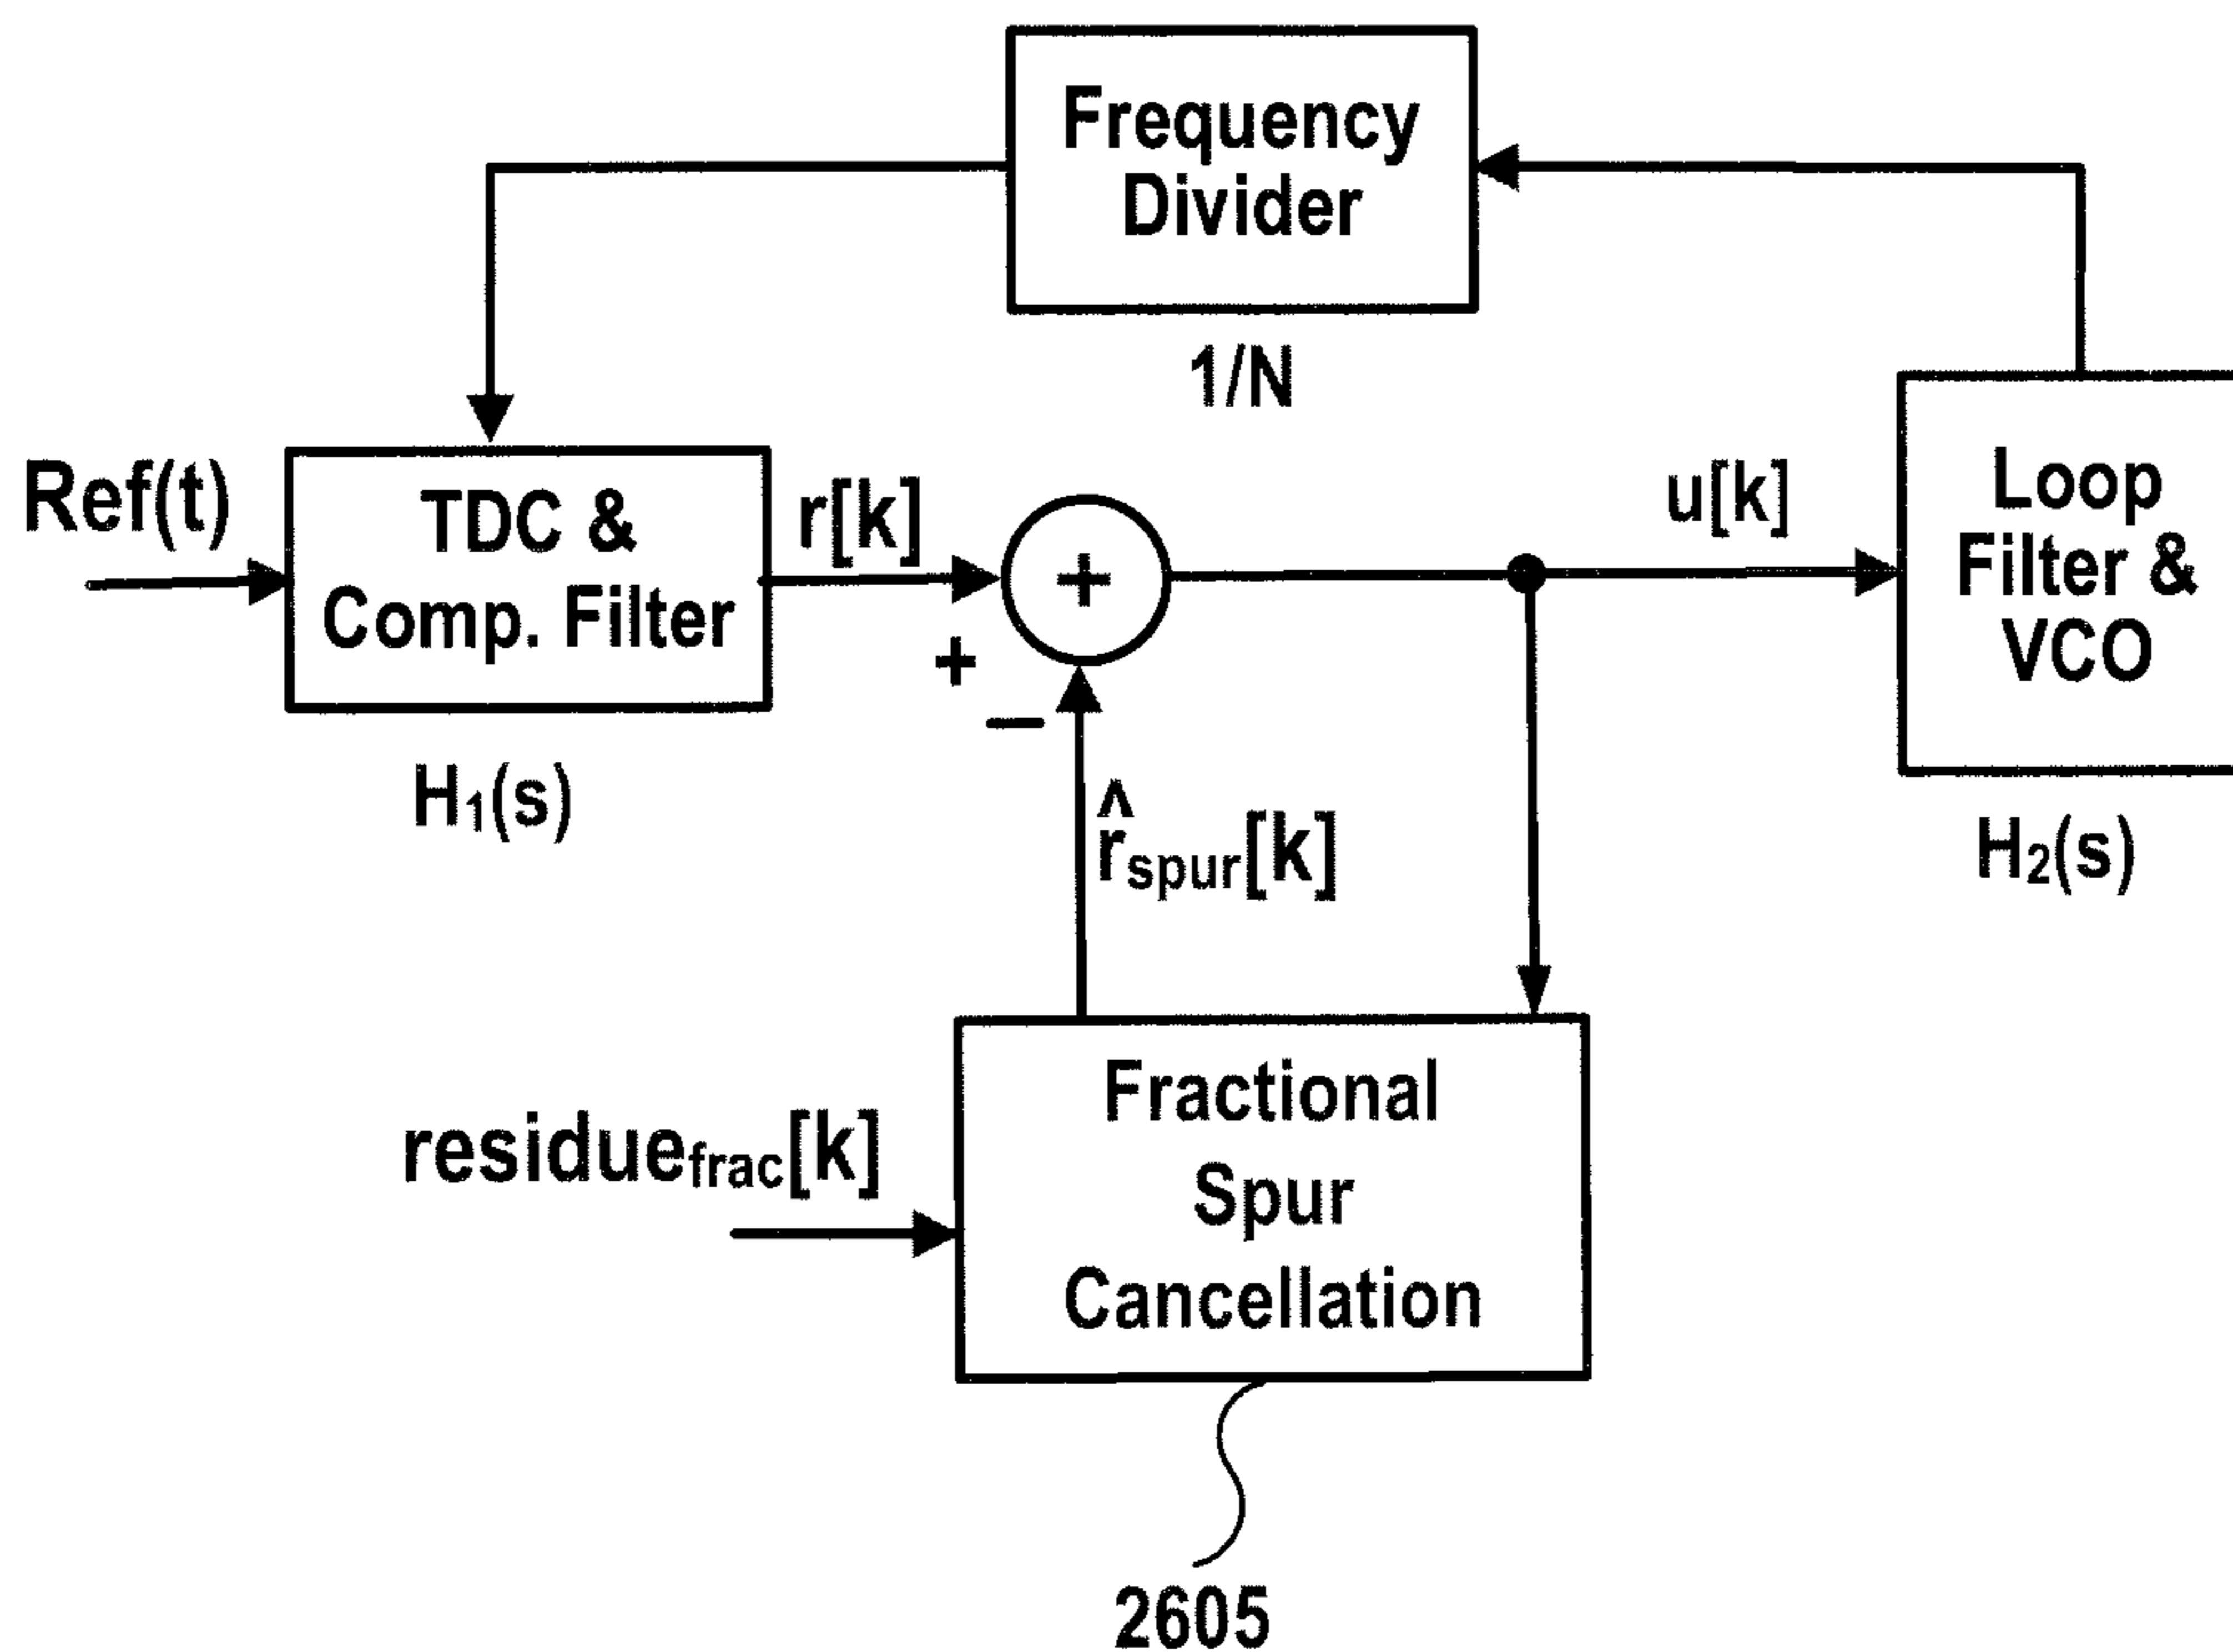 Frequency
Divider
1/N
Ref(t)
TDC &
Comp. Filter
H₁(s)
r[k]
+
+
−
u[k]
Loop
Filter &
VCO
H₂(s)
r̂spur[k]
residuefrac[k]
Fractional
Spur
Cancellation
2605